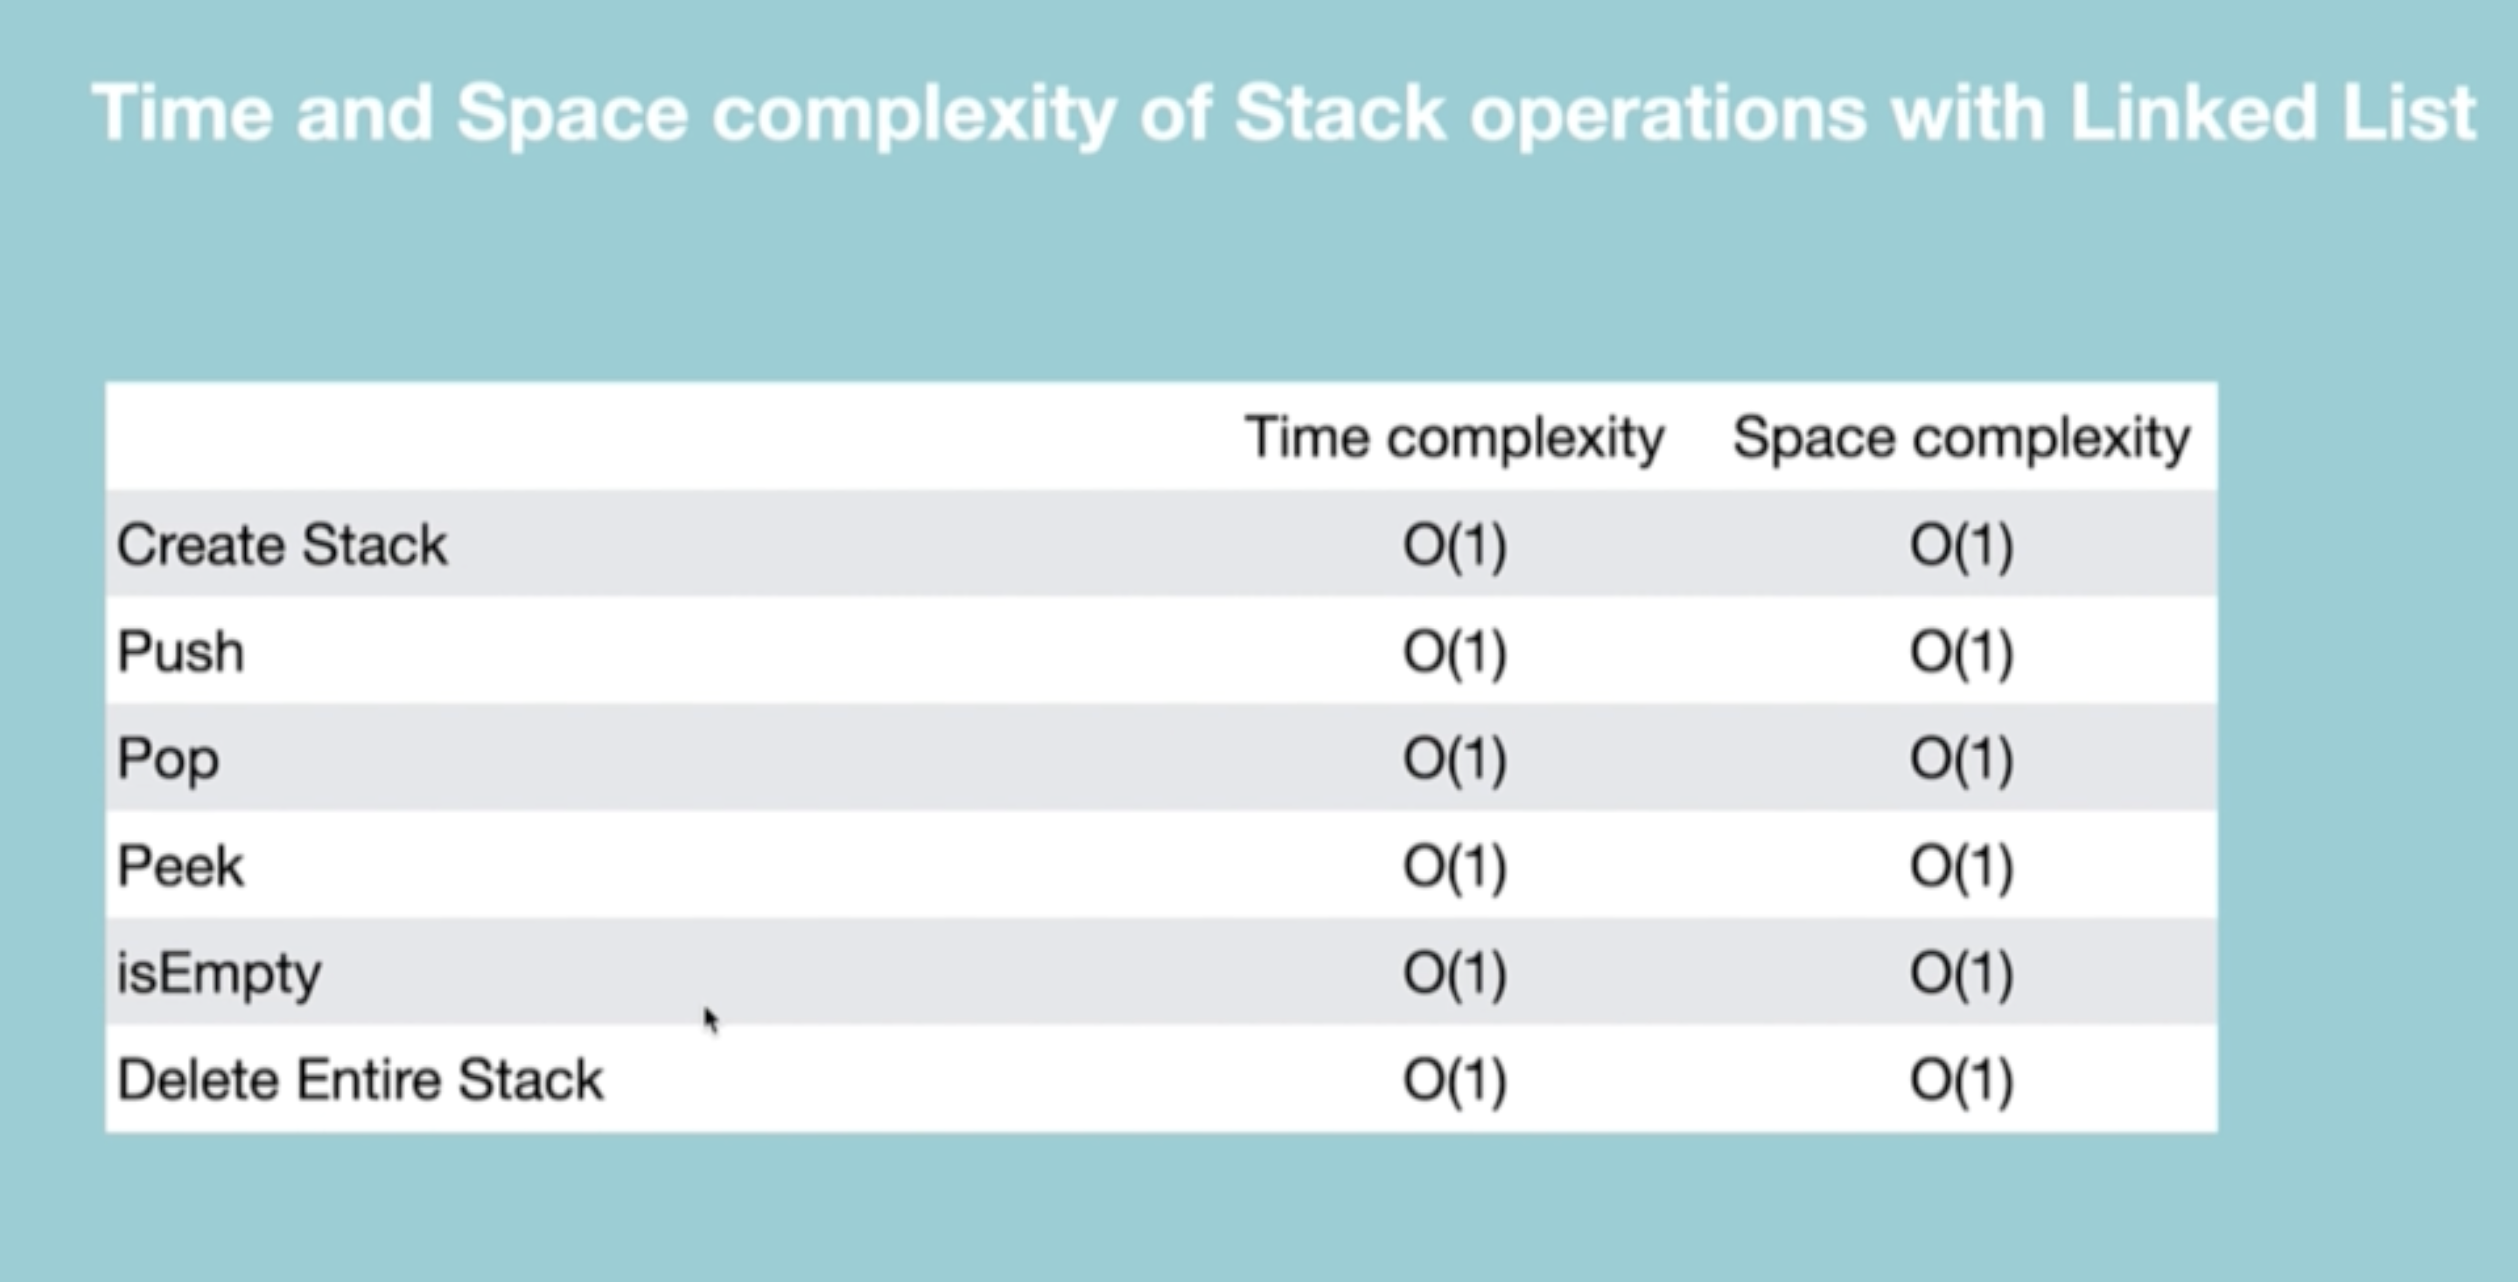 Time and Space complexity of Stack operations with Linked List
Time complexity Space complexity
Create Stack O(1) O(1)
Push O(1) O(1)
Pop O(1) O(1)
Peek O(1) O(1)
isEmpty O(1) O(1)
Delete Entire Stack O(1) O(1)